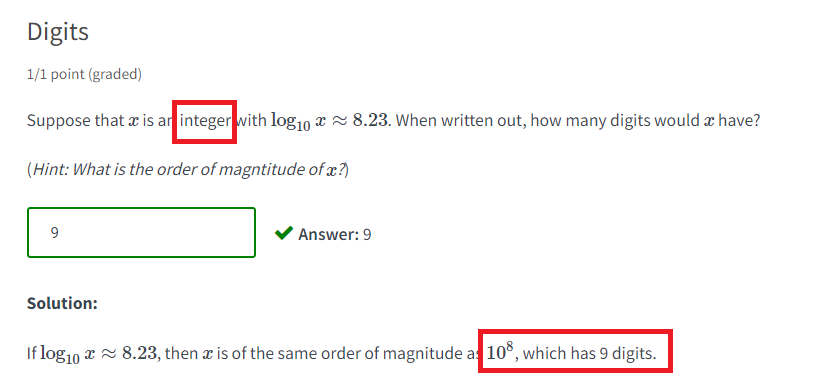 Digits
1/1 point (graded)
Suppose that x is an integer with log₁₀ x ≈ 8.23. When written out, how many digits would x have?
(Hint: What is the order of magntitude of x?)
9
Answer: 9
Solution:
If log₁₀ x ≈ 8.23, then x is of the same order of magnitude as 10⁸, which has 9 digits.